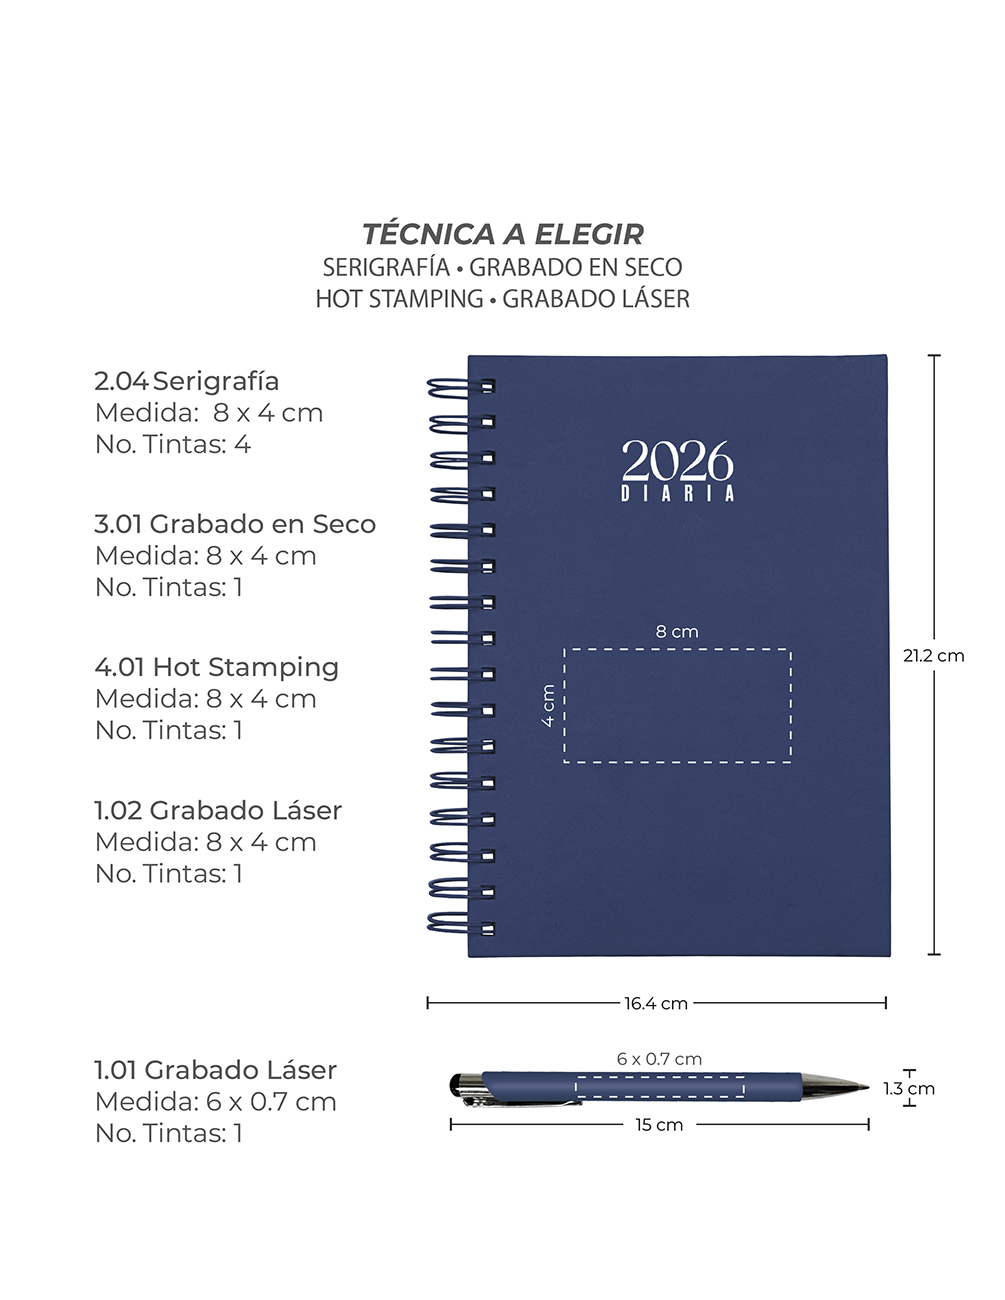 TÉCNICA A ELEGIR
SERIGRAFÍA • GRABADO EN SECO
HOT STAMPING • GRABADO LÁSER
2.04 Serigrafía
Medida: 8 x 4 cm
No. Tintas: 4
3.01 Grabado en Seco
Medida: 8 x 4 cm
No. Tintas: 1
4.01 Hot Stamping
Medida: 8 x 4 cm
No. Tintas: 1
1.02 Grabado Láser
Medida: 8 x 4 cm
No. Tintas: 1
2026
DIARIA
8 cm
4 cm
21.2 cm
16.4 cm
1.01 Grabado Láser
Medida: 6 x 0.7 cm
No. Tintas: 1
6 x 0.7 cm
1.3 cm
15 cm